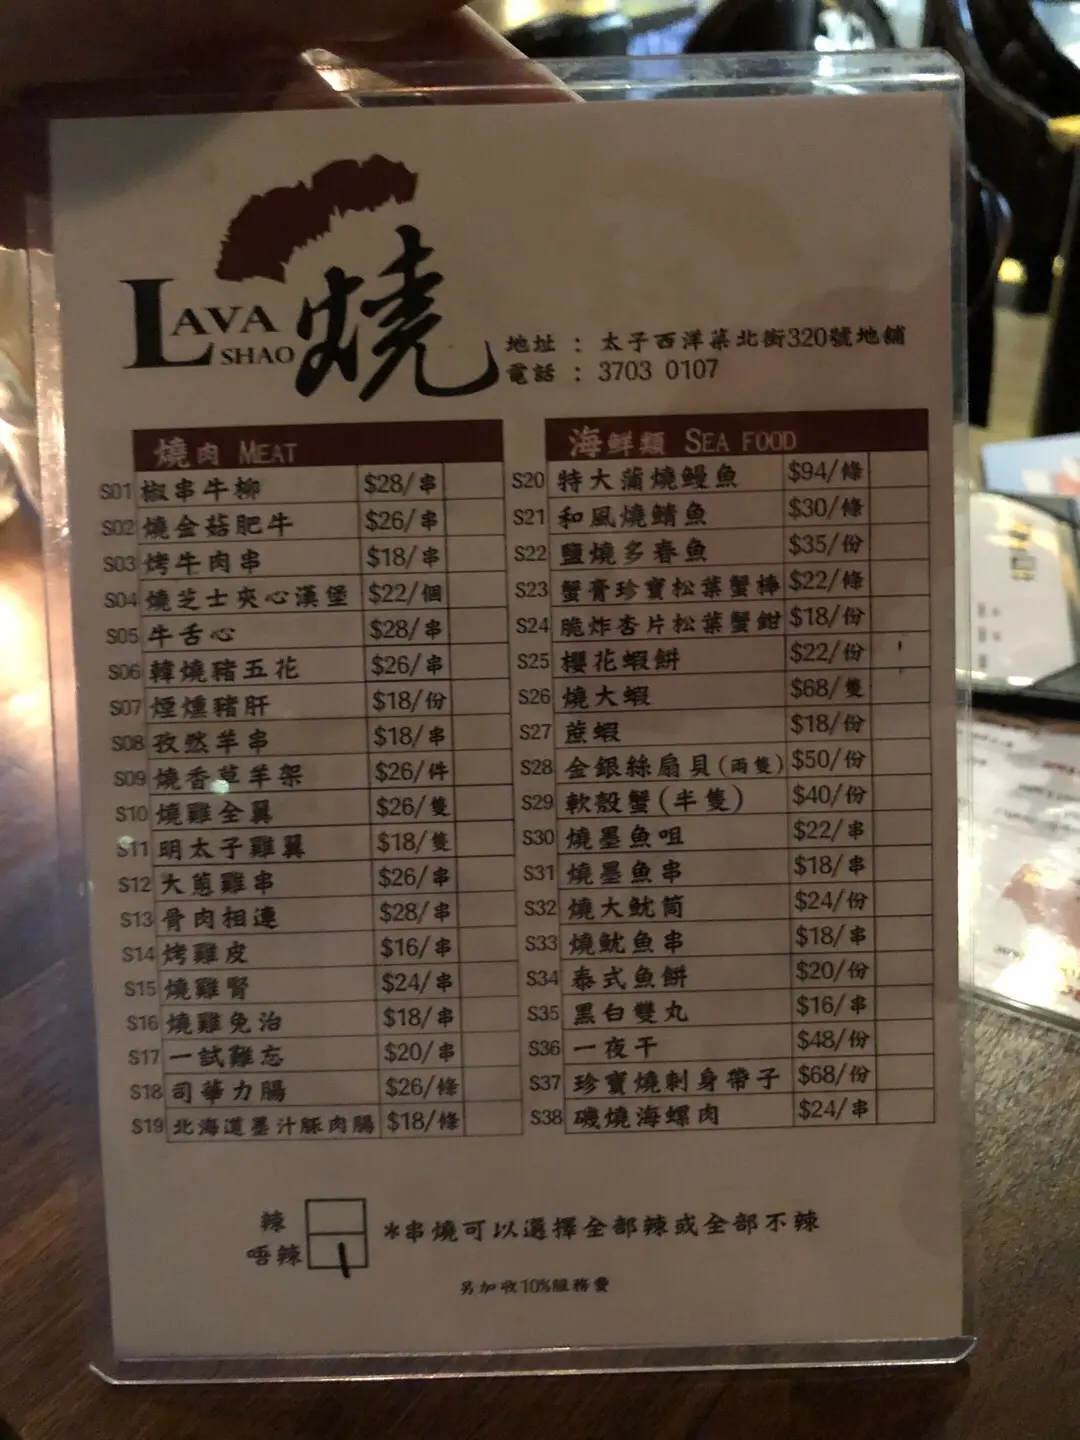 LAVA
SHAO 燒
地址 : 太子西洋菜北街320號地鋪
電話 : 3703 0107
燒肉 MEAT
S01 椒串牛柳 $28/串
S02 燒金菇肥牛 $26/串
S03 烤牛肉串 $18/串
S04 燒芝士夾心漢堡 $22/個
S05 牛舌心 $28/串
S06 韓燒豬五花 $26/串
S07 煙燻豬肝 $18/份
S08 孜然羊串 $18/串
S09 燒香草羊架 $26/件
S10 燒雞全翼 $26/隻
S11 明太子雞翼 $18/隻
S12 大蔥雞串 $26/串
S13 骨肉相連 $28/串
S14 烤雞皮 $16/串
S15 燒雞腎 $24/串
S16 燒雞免治 $18/串
S17 一試難忘 $20/串
S18 司華力腸 $26/條
S19 北海道墨汁豚肉腸 $18/條
海鮮類 SEA FOOD
S20 特大蒲燒鰻魚 $94/條
S21 和風燒鯖魚 $30/條
S22 鹽燒多春魚 $35/份
S23 蟹膏珍寶松葉蟹棒 $22/條
S24 脆炸杏片松葉蟹鉗 $18/份
S25 櫻花蝦餅 $22/份
S26 燒大蝦 $68/隻
S27 蔗蝦 $18/份
S28 金銀絲扇貝(兩隻) $50/份
S29 軟殼蟹(半隻) $40/份
S30 燒墨魚咀 $22/串
S31 燒墨魚串 $18/串
S32 燒大魷筒 $24/份
S33 燒魷魚串 $18/串
S34 泰式魚餅 $20/份
S35 黑白雙丸 $16/串
S36 一夜干 $48/份
S37 珍寶燒刺身帶子 $68/份
S38 磯燒海螺肉 $24/串
辣
唔辣
*串燒可以選擇全部辣或全部不辣
另加收10%服務費